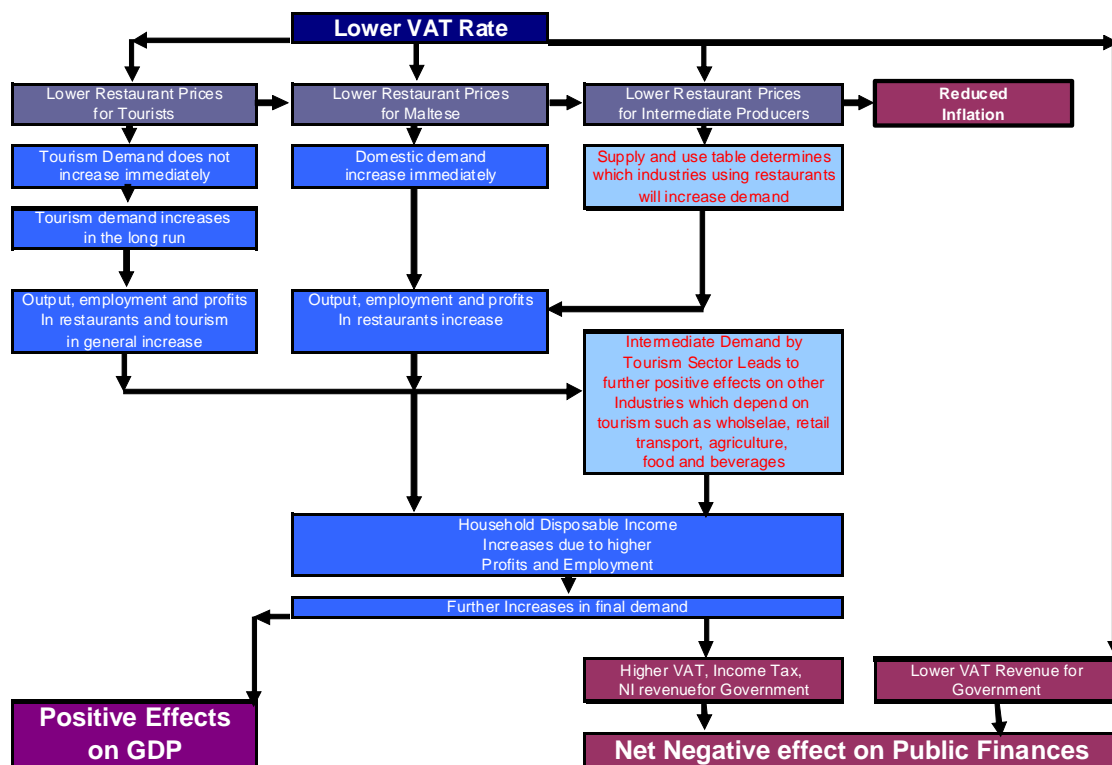 Lower VAT Rate
Lower Restaurant Prices
for Tourists
Lower Restaurant Prices
for Maltese
Lower Restaurant Prices
for Intermediate Producers
Reduced
Inflation
Tourism Demand does not
increase immediately
Domestic demand
increase immediately
Supply and use table determines
which industries using restaurants
will increase demand
Tourism demand increases
in the long run
Output, employment and profits
In restaurants and tourism
in general increase
Output, employment and profits
In restaurants increase
Intermediate Demand by
Tourism Sector Leads to
further positive effects on other
Industries which depend on
tourism such as wholselae, retail
transport, agriculture,
food and beverages
Household Disposable Income
Increases due to higher
Profits and Employment
Further Increases in final demand
Higher VAT, Income Tax,
NI revenuefor Government
Lower VAT Revenue for
Government
Positive Effects
on GDP
Net Negative effect on Public Finances